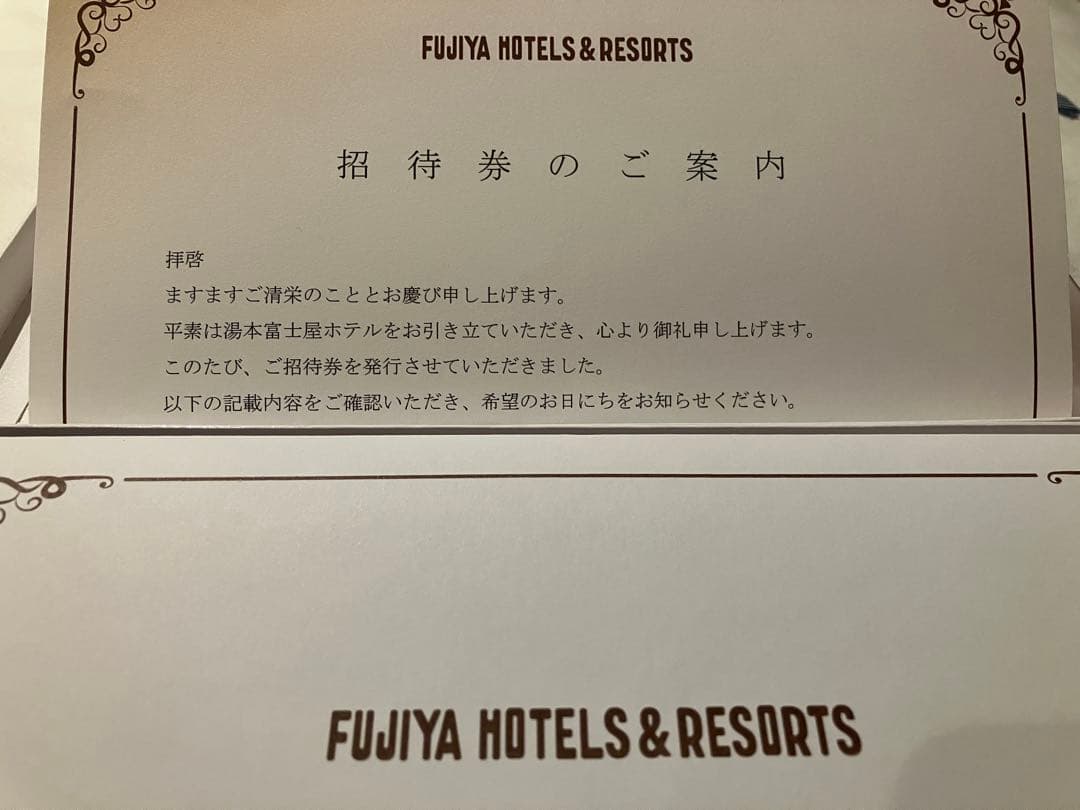 FUJIYA HOTELS & RESORTS
招待券のご案内
拝啓
ますますご清栄のこととお慶び申し上げます。
平素は湯本富士屋ホテルをお引き立ていただき、心より御礼申し上げます。
このたび、ご招待券を発行させていただきました。
以下の記載内容をご確認いただき、希望のお日にちをお知らせください。
FUJIYA HOTELS & RESORTS